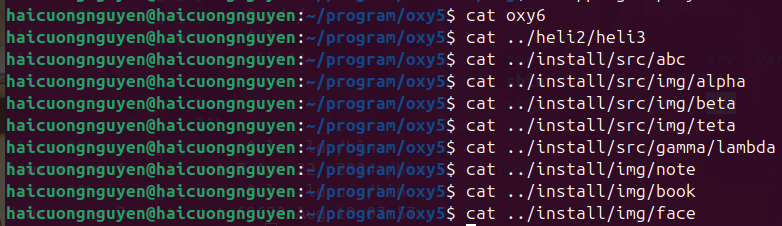 haicuongnguyen@haicuongnguyen:~/program/oxy5$ cat oxy6
haicuongnguyen@haicuongnguyen:~/program/oxy5$ cat ../heli2/heli3
haicuongnguyen@haicuongnguyen:~/program/oxy5$ cat ../install/src/abc
haicuongnguyen@haicuongnguyen:~/program/oxy5$ cat ../install/src/img/alpha
haicuongnguyen@haicuongnguyen:~/program/oxy5$ cat ../install/src/img/beta
haicuongnguyen@haicuongnguyen:~/program/oxy5$ cat ../install/src/img/teta
haicuongnguyen@haicuongnguyen:~/program/oxy5$ cat ../install/src/gamma/lambda
haicuongnguyen@haicuongnguyen:~/program/oxy5$ cat ../install/img/note
haicuongnguyen@haicuongnguyen:~/program/oxy5$ cat ../install/img/book
haicuongnguyen@haicuongnguyen:~/program/oxy5$ cat ../install/img/face